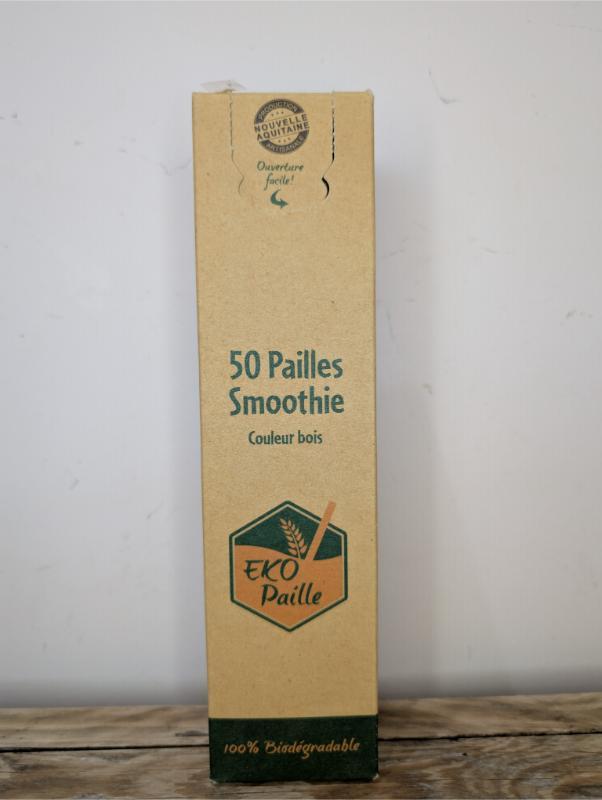 PRODUCTION
NOUVELLE
AQUITAINE
ARTISANALE
Ouverture
facile!
50 Pailles
Smoothie
Couleur bois
EKO
Paille
100% Biodégradable